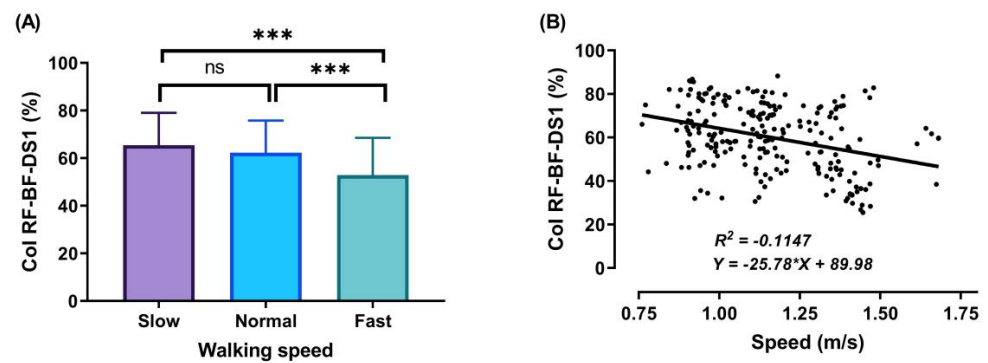 (A)
***
ns
***
100
80
60
40
20
0
Col RF-BF-DS1 (%)
Slow
Normal
Fast
Walking speed
(B)
100
80
60
40
20
0
Col RF-BF-DS1 (%)
R² = -0.1147
Y = -25.78*X + 89.98
0.75
1.00
1.25
1.50
1.75
Speed (m/s)